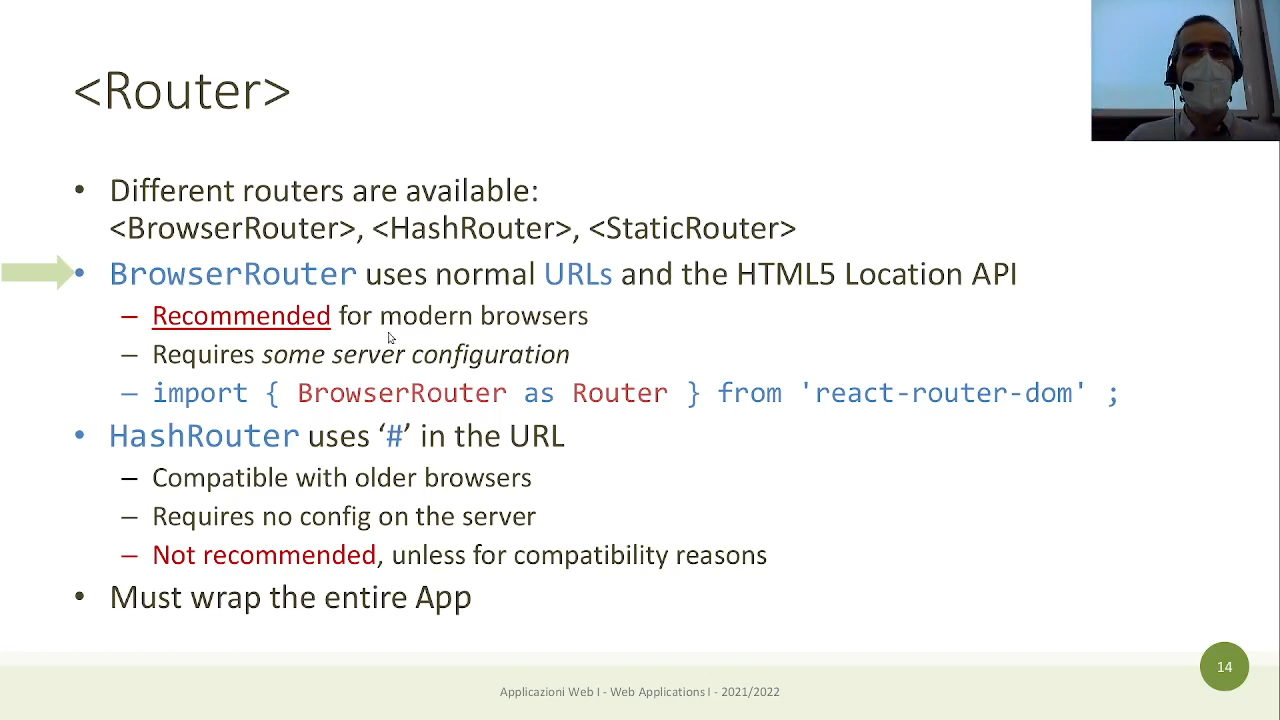 <Router>
• Different routers are available:
<BrowserRouter>, <HashRouter>, <StaticRouter>
• BrowserRouter uses normal URLs and the HTML5 Location API
– Recommended for modern browsers
– Requires some server configuration
– import { BrowserRouter as Router } from 'react-router-dom' ;
• HashRouter uses ‘#’ in the URL
– Compatible with older browsers
– Requires no config on the server
– Not recommended, unless for compatibility reasons
• Must wrap the entire App
14
Applicazioni Web I - Web Applications I - 2021/2022